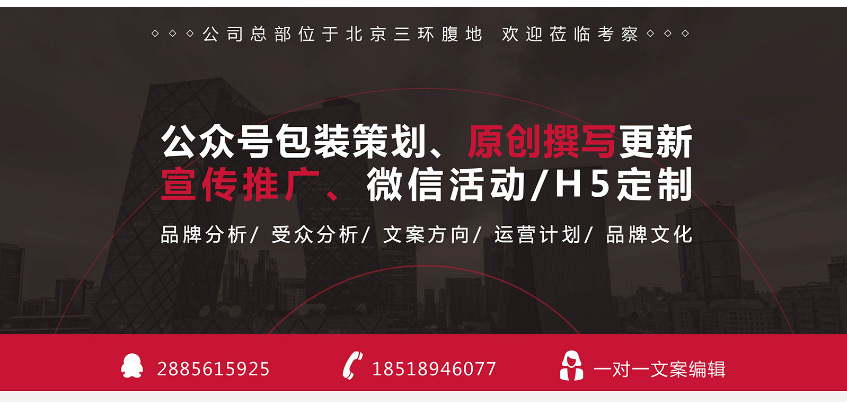 公司总部位于北京三环腹地 欢迎莅临考察
公众号包装策划、原创撰写更新
宣传推广、微信活动/H5定制
品牌分析/ 受众分析/ 文案方向/ 运营计划/ 品牌文化
2885615925 18518946077 一对一文案编辑